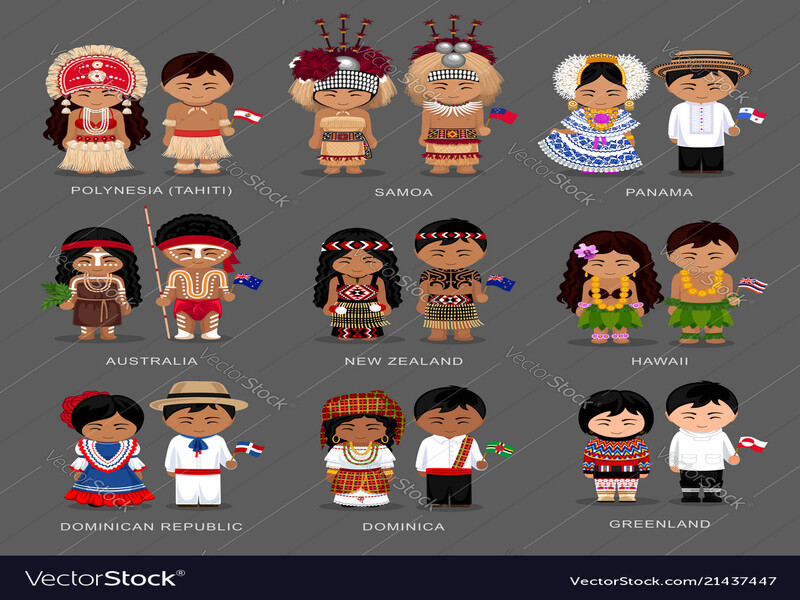 POLYNESIA (TAHITI)
SAMOA
PANAMA
AUSTRALIA
NEW ZEALAND
HAWAII
DOMINICAN REPUBLIC
DOMINICA
GREENLAND
VectorStock®
VectorStock.com/21437447